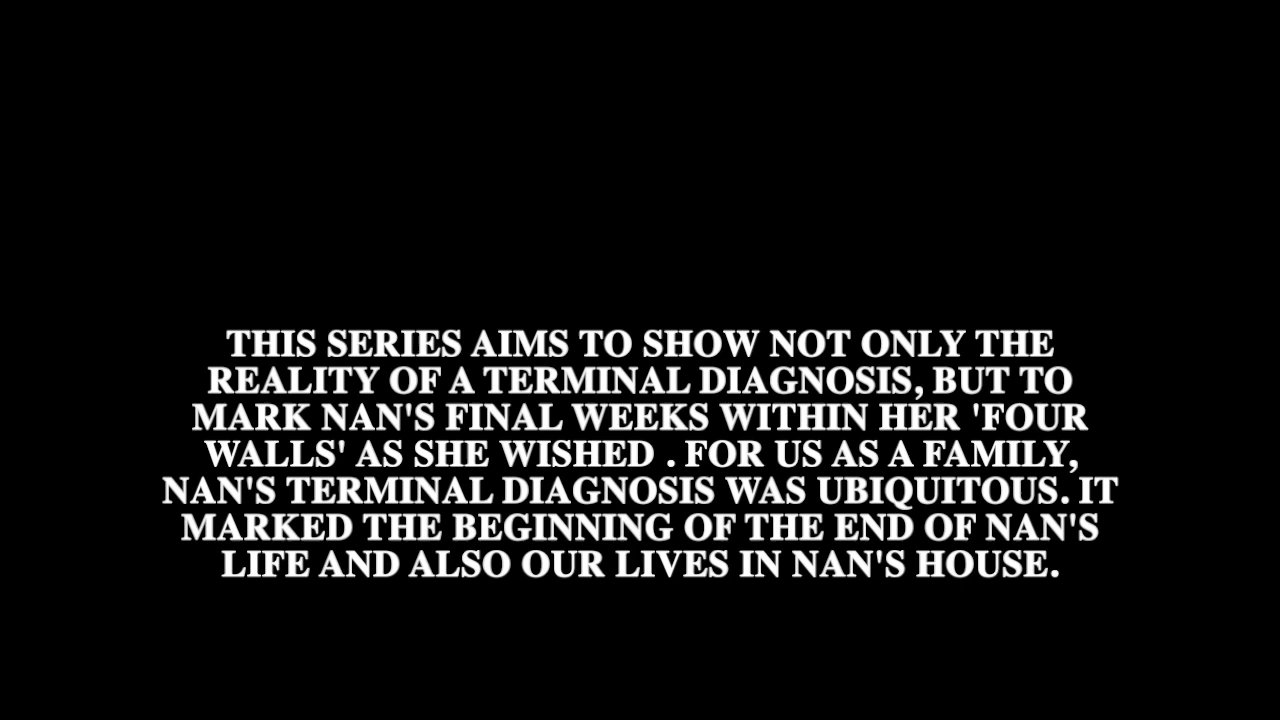 THIS SERIES AIMS TO SHOW NOT ONLY THE
REALITY OF A TERMINAL DIAGNOSIS, BUT TO
MARK NAN'S FINAL WEEKS WITHIN HER 'FOUR
WALLS' AS SHE WISHED . FOR US AS A FAMILY,
NAN'S TERMINAL DIAGNOSIS WAS UBIQUITOUS. IT
MARKED THE BEGINNING OF THE END OF NAN'S
LIFE AND ALSO OUR LIVES IN NAN'S HOUSE.